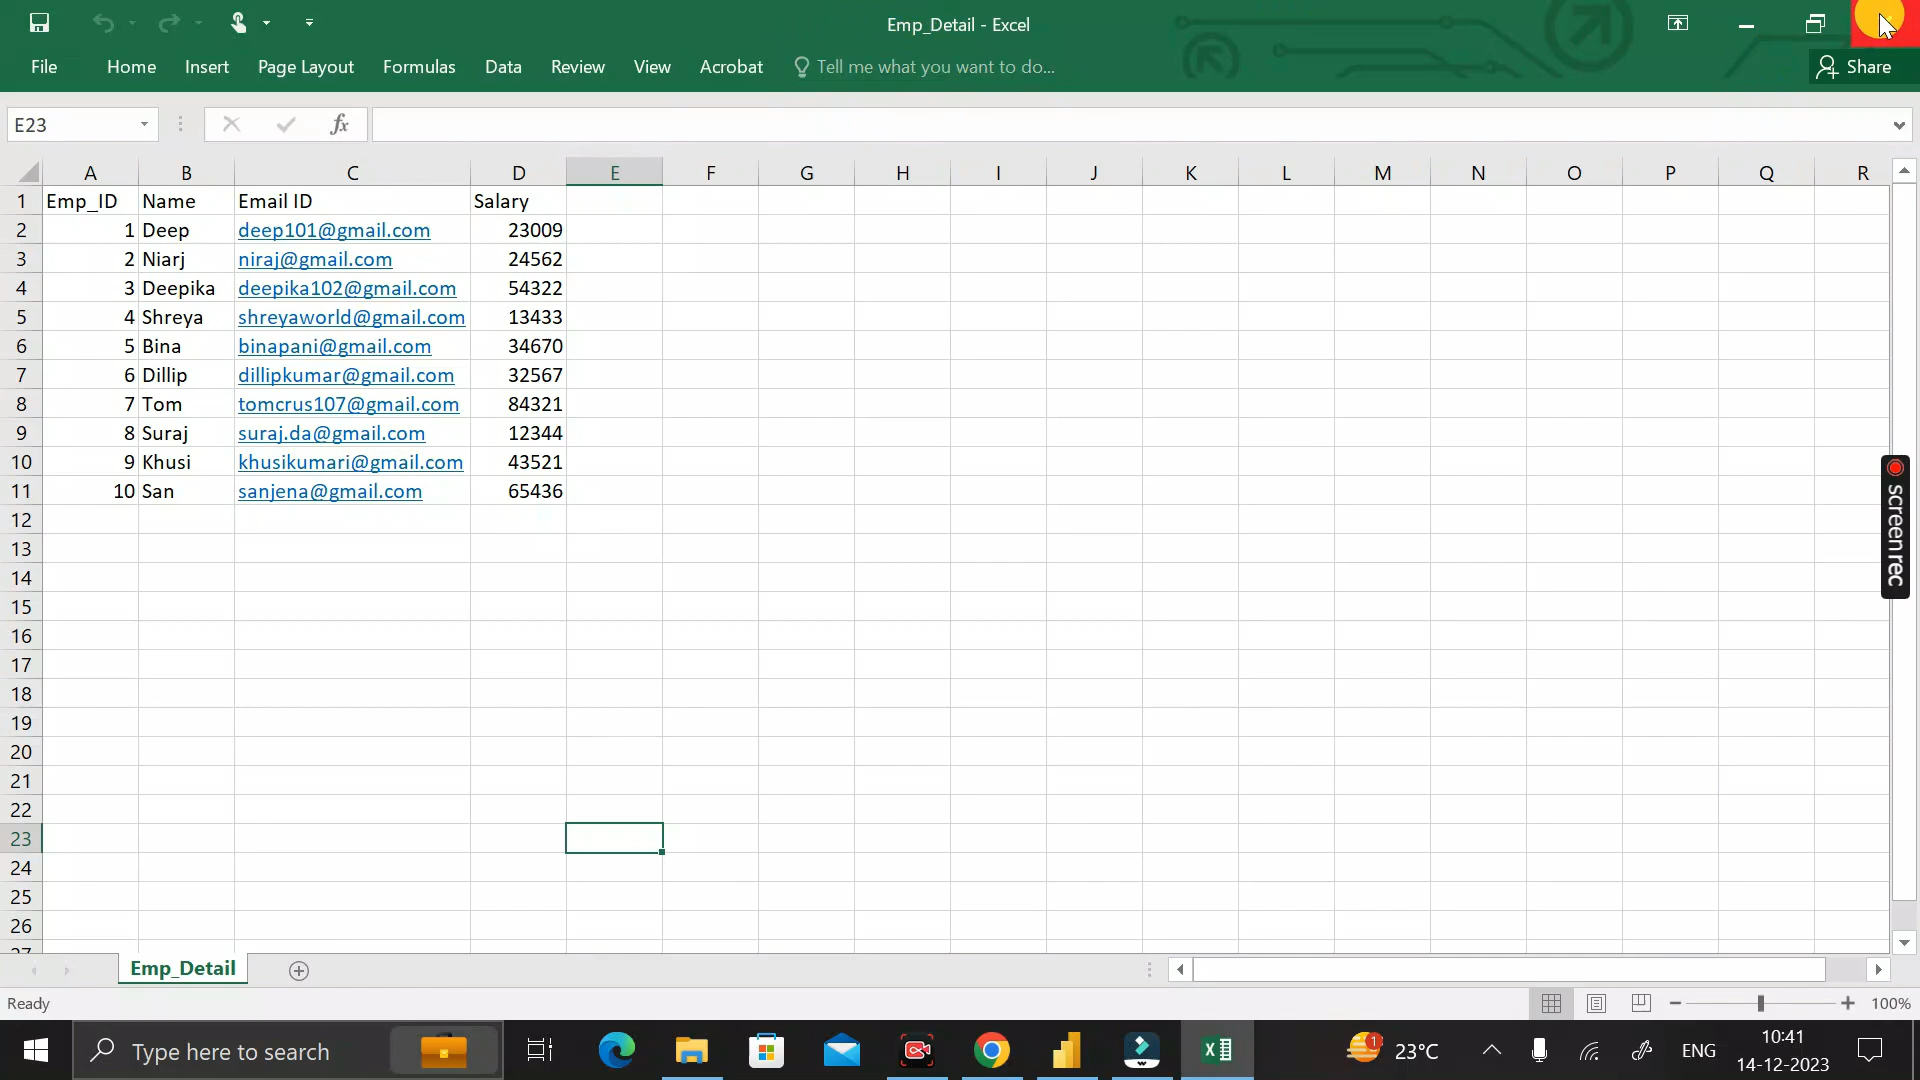 Emp_Detail - Excel
File Home Insert Page Layout Formulas Data Review View Acrobat Tell me what you want to do... Share
E23 fx
A B C D E F G H I J K L M N O P Q R
1 Emp_ID Name Email ID Salary
2 1 Deep deep101@gmail.com 23009
3 2 Niarj niraj@gmail.com 24562
4 3 Deepika deepika102@gmail.com 54322
5 4 Shreya shreyaworld@gmail.com 13433
6 5 Bina binapani@gmail.com 34670
7 6 Dillip dillipkumar@gmail.com 32567
8 7 Tom tomcrus107@gmail.com 84321
9 8 Suraj suraj.da@gmail.com 12344
10 9 Khusi khusikumari@gmail.com 43521
11 10 San sanjena@gmail.com 65436
12
13
14
15
16
17
18
19
20
21
22
23
24
25
26
27
screen rec
Emp_Detail
Ready 100%
Type here to search 1 23°C ENG 10:41
14-12-2023